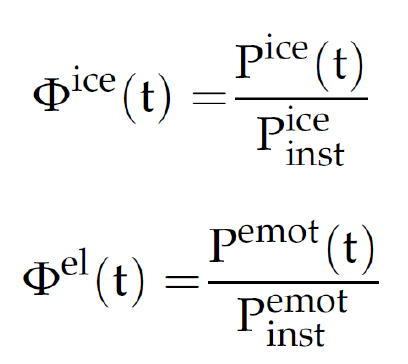 Φ^ice(t) = P^ice(t) / P^ice_inst
Φ^el(t) = P^emot(t) / P^emot_inst